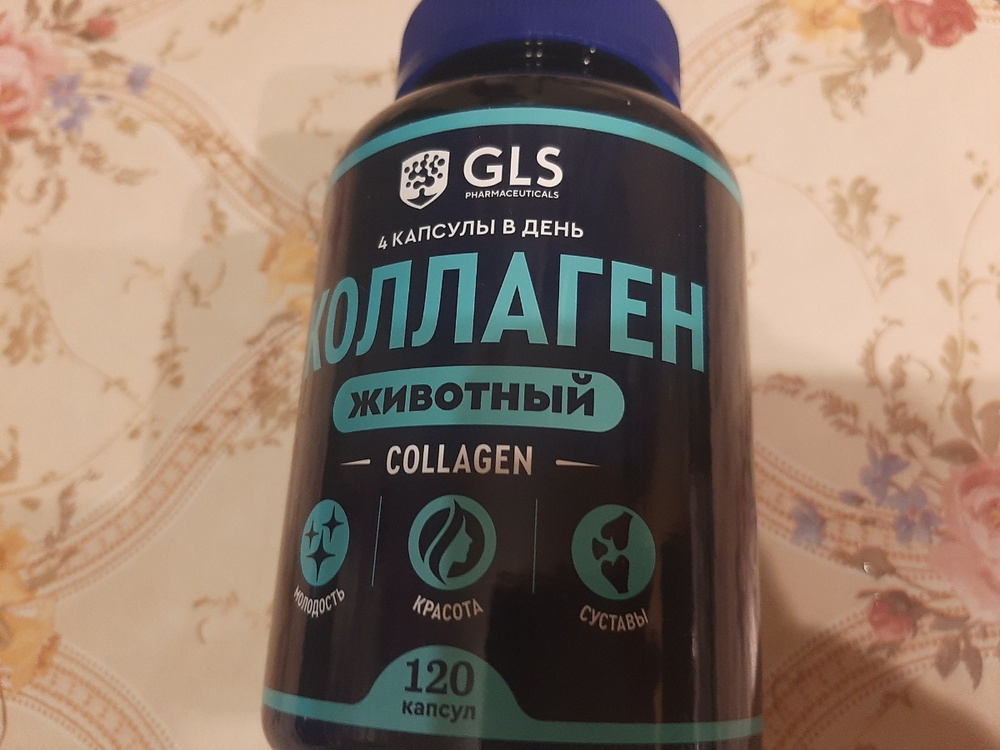 GLS
PHARMACEUTICALS
4 КАПСУЛЫ В ДЕНЬ
КОЛЛАГЕН
ЖИВОТНЫЙ
COLLAGEN
МОЛОДОСТЬ
КРАСОТА
СУСТАВЫ
120
капсул